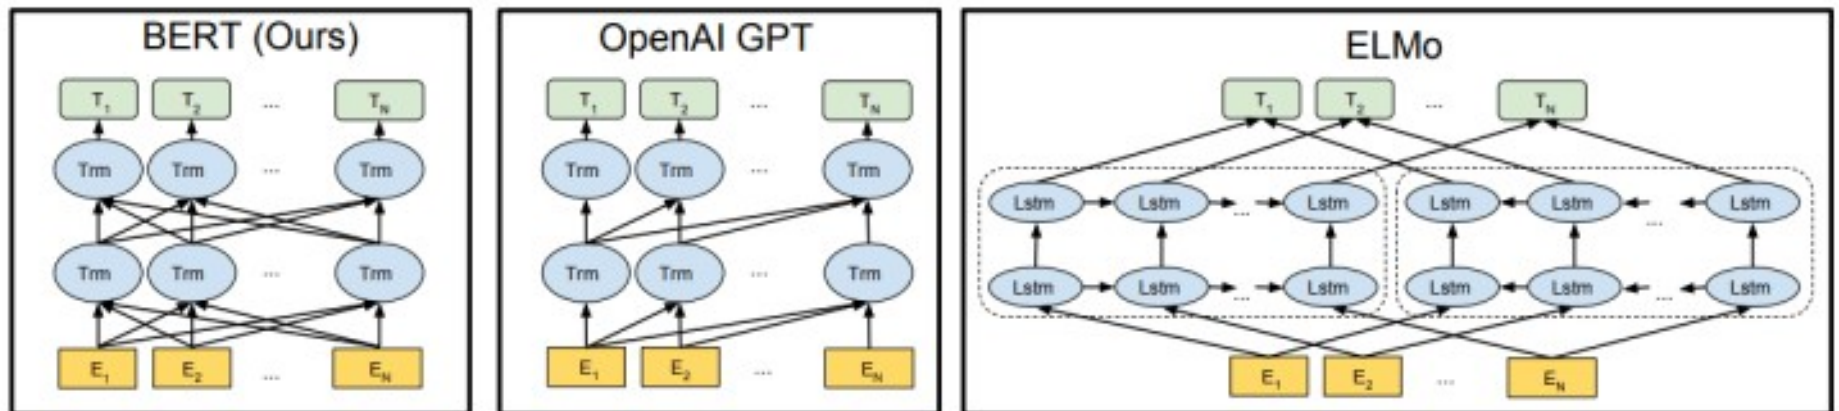 BERT (Ours)
T1 T2 ... TN
Trm Trm ... Trm
Trm Trm ... Trm
E1 E2 ... EN
OpenAI GPT
T1 T2 ... TN
Trm Trm ... Trm
Trm Trm ... Trm
E1 E2 ... EN
ELMo
T1 T2 ... TN
Lstm Lstm ... Lstm Lstm Lstm ... Lstm
Lstm Lstm ... Lstm Lstm Lstm ... Lstm
E1 E2 ... EN